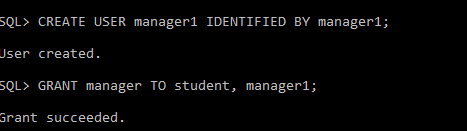 SQL> CREATE USER manager1 IDENTIFIED BY manager1;
User created.
SQL> GRANT manager TO student, manager1;
Grant succeeded.